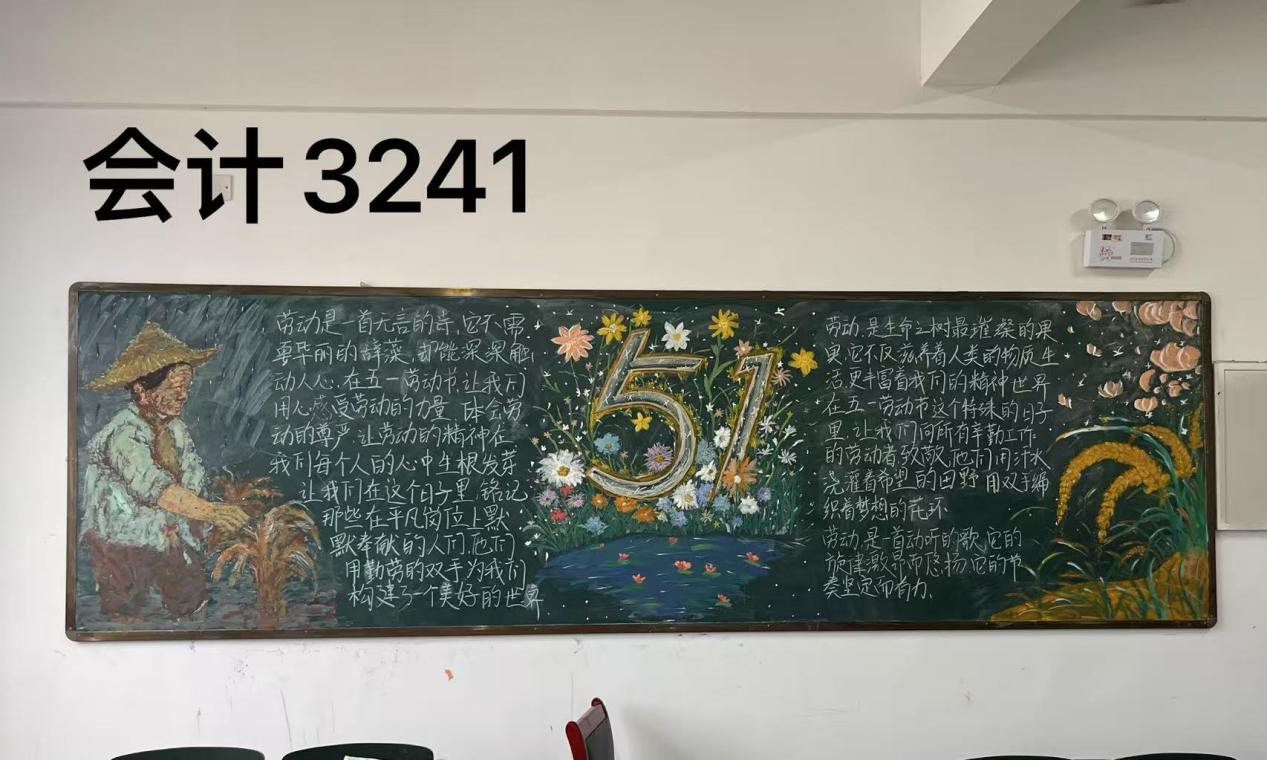 会计3241
劳动是一首无言的诗,它不需
要华丽的辞藻,却能深深触
动人心,在五一劳动节,让我们
用心感受劳动的力量,体会劳
动的尊严,让劳动的精神在
我们每个人的心中生根发芽
让我们在这个日子里,铭记
那些在平凡岗位上默
默奉献的人们,他们
用勤劳的双手为我们
构建了一个美好的世界
51
劳动,是生命之树最璀璨的果
实,它不仅滋养着人类的物质生
活更丰富着我们的精神世界
在五一劳动节这个特殊的日子
里,让我们向所有辛勤工作
的劳动者致敬,他们用汗水
浇灌着希望的田野,用双手编
织着梦想的花环
劳动,是一首动听的歌,它的
旋律激昂而悠扬,它的节
奏坚定而有力.